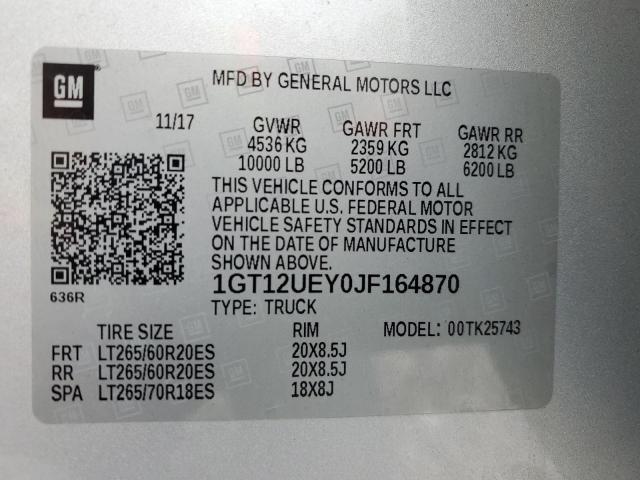 GM
MFD BY GENERAL MOTORS LLC
11/17 GVWR GAWR FRT GAWR RR
4536 KG 2359 KG 2812 KG
10000 LB 5200 LB 6200 LB
THIS VEHICLE CONFORMS TO ALL
APPLICABLE U.S. FEDERAL MOTOR
VEHICLE SAFETY STANDARDS IN EFFECT
ON THE DATE OF MANUFACTURE
SHOWN ABOVE.
636R
1GT12UEY0JF164870
TYPE: TRUCK
TIRE SIZE RIM MODEL: 00TK25743
FRT LT265/60R20ES 20X8.5J
RR LT265/60R20ES 20X8.5J
SPA LT265/70R18ES 18X8J